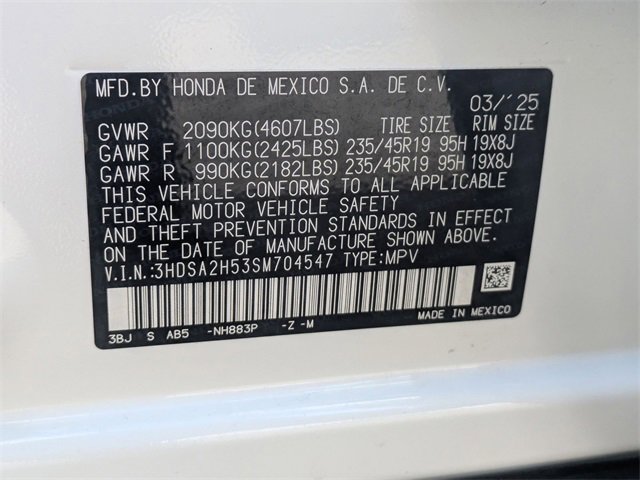 MFD.BY HONDA DE MEXICO S.A. DE C.V.
03/'25
GVWR 2090KG(4607LBS) TIRE SIZE RIM SIZE
GAWR F 1100KG(2425LBS) 235/45R19 95H 19X8J
GAWR R 990KG(2182LBS) 235/45R19 95H 19X8J
THIS VEHICLE CONFORMS TO ALL APPLICABLE
FEDERAL MOTOR VEHICLE SAFETY
AND THEFT PREVENTION STANDARDS IN EFFECT
ON THE DATE OF MANUFACTURE SHOWN ABOVE.
V.I.N.:3HDSA2H53SM704547 TYPE:MPV
3BJ S AB5 -NH883P -Z -M
MADE IN MEXICO